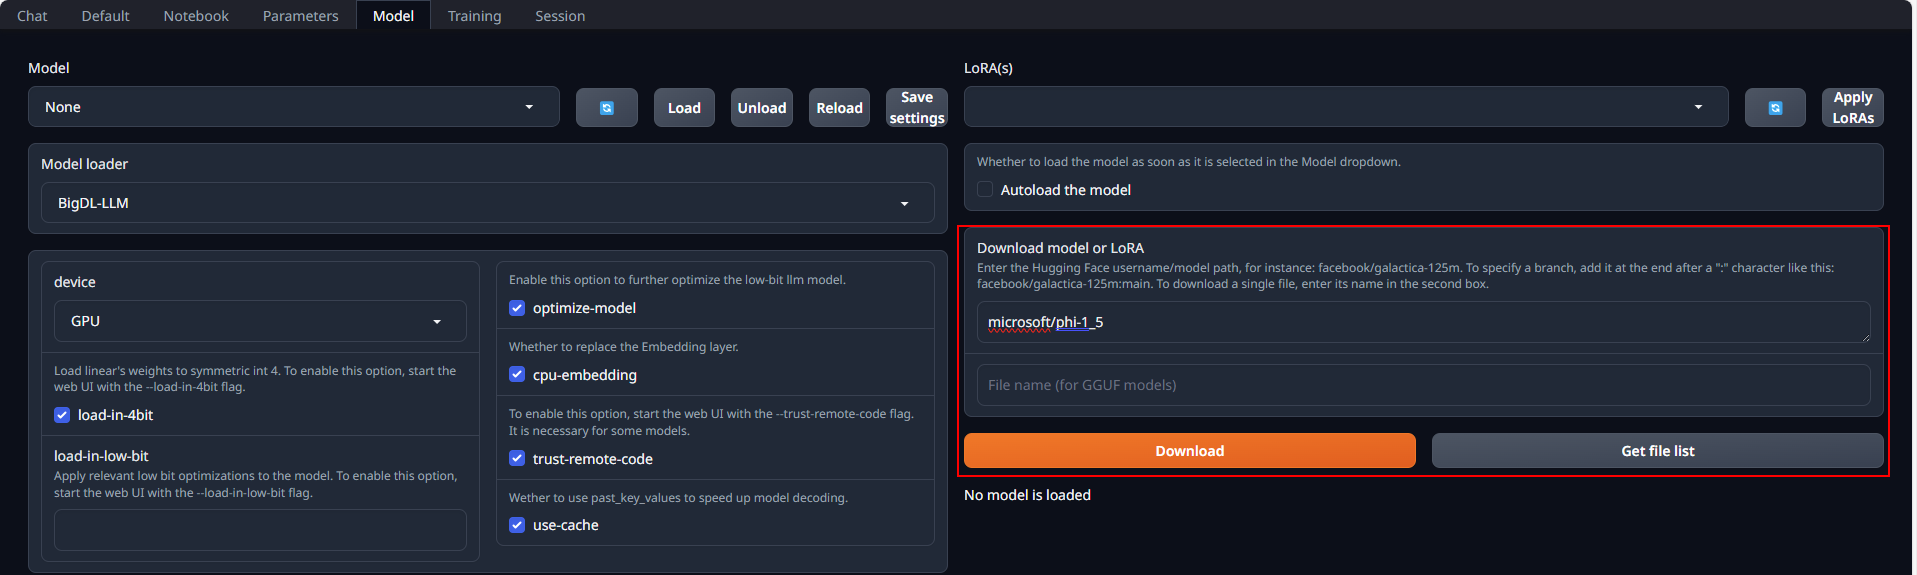 Chat Default Notebook Parameters Model Training Session
Model
None
Load
Unload
Reload
Save
settings
LoRA(s)
Apply
LoRAs
Model loader
BigDL-LLM
Whether to load the model as soon as it is selected in the Model dropdown.
Autoload the model
device
GPU
Load linear's weights to symmetric int 4. To enable this option, start the
web UI with the --load-in-4bit flag.
load-in-4bit
load-in-low-bit
Apply relevant low bit optimizations to the model. To enable this option,
start the web UI with the --load-in-low-bit flag.
Enable this option to further optimize the low-bit llm model.
optimize-model
Whether to replace the Embedding layer.
cpu-embedding
To enable this option, start the web UI with the --trust-remote-code flag.
It is necessary for some models.
trust-remote-code
Wether to use past_key_values to speed up model decoding.
use-cache
Download model or LoRA
Enter the Hugging Face username/model path, for instance: facebook/galactica-125m. To specify a branch, add it at the end after a ":" character like this:
facebook/galactica-125m:main. To download a single file, enter its name in the second box.
microsoft/phi-1_5
File name (for GGUF models)
Download
Get file list
No model is loaded